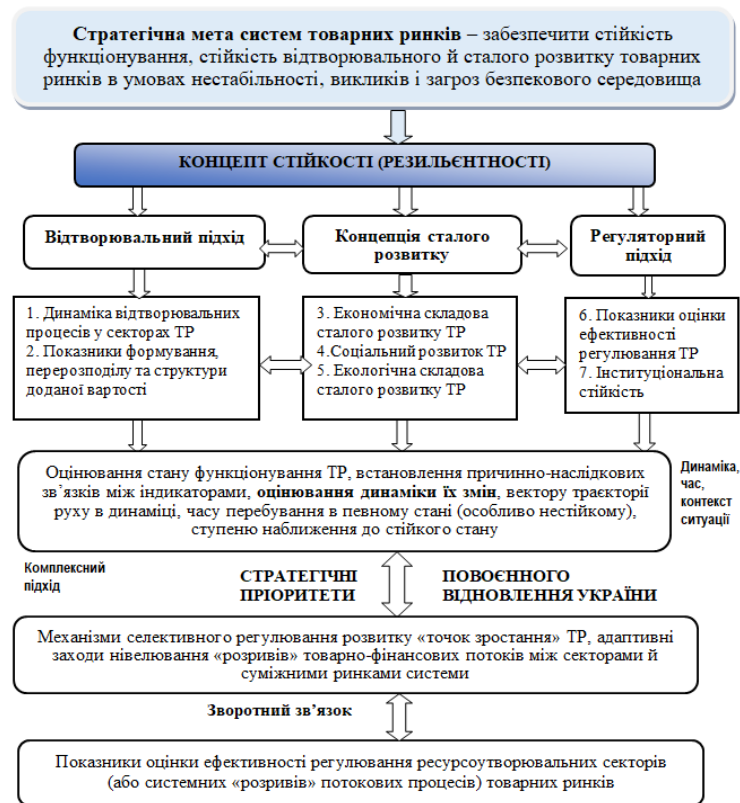 Стратегічна мета систем товарних ринків – забезпечити стійкість
функціонування, стійкість відтворювального й сталого розвитку товарних
ринків в умовах нестабільності, викликів і загроз безпекового середовища
КОНЦЕПТ СТІЙКОСТІ (РЕЗИЛЬЄНТНОСТІ)
Відтворювальний підхід
Концепція сталого
розвитку
Регуляторний
підхід
1. Динаміка відтворювальних
процесів у секторах ТР
2. Показники формування,
перерозподілу та структури
доданої вартості
3. Економічна складова
сталого розвитку ТР
4.Соціальний розвиток ТР
5. Екологічна складова
сталого розвитку ТР
6. Показники оцінки
ефективності
регулювання ТР
7. Інституціональна
стійкість
Оцінювання стану функціонування ТР, встановлення причинно-наслідкових
зв’язків між індикаторами, оцінювання динаміки їх змін, вектору траєкторії
руху в динаміці, часу перебування в певному стані (особливо нестійкому),
ступеню наближення до стійкого стану
Динаміка,
час,
контекст
ситуації
Комплексний
підхід
СТРАТЕГІЧНІ
ПРІОРИТЕТИ
ПОВОЄННОГО
ВІДНОВЛЕННЯ УКРАЇНИ
Механізми селективного регулювання розвитку «точок зростання» ТР, адаптивні
заходи нівелювання «розривів» товарно-фінансових потоків між секторами й
суміжними ринками системи
Зворотний зв’язок
Показники оцінки ефективності регулювання ресурсоутворювальних секторів
(або системних «розривів» потокових процесів) товарних ринків